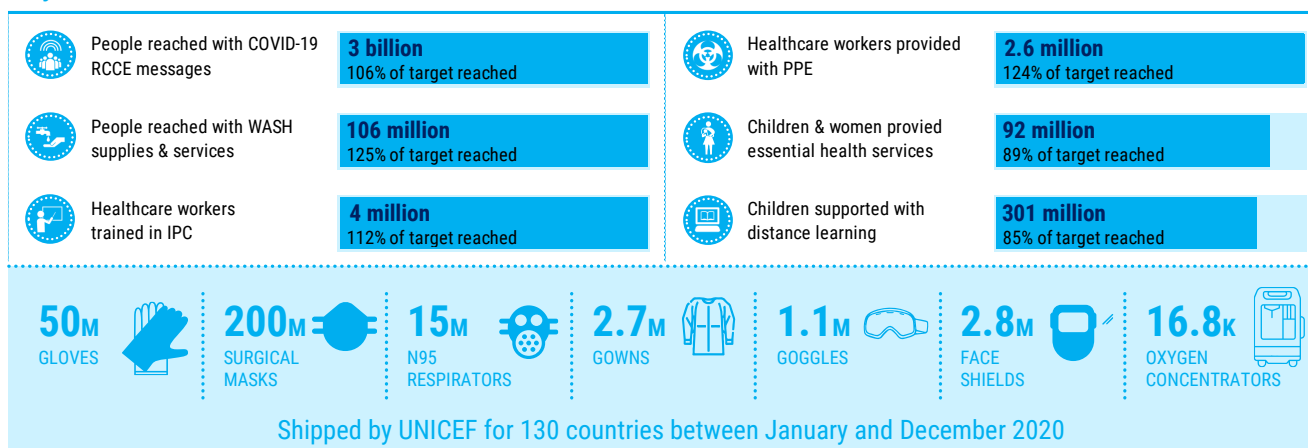 People reached with COVID-19
RCCE messages
3 billion
106% of target reached
People reached with WASH
supplies & services
106 million
125% of target reached
Healthcare workers
trained in IPC
4 million
112% of target reached
Healthcare workers provided
with PPE
2.6 million
124% of target reached
Children & women provied
essential health services
92 million
89% of target reached
Children supported with
distance learning
301 million
85% of target reached
50M
GLOVES
200M
SURGICAL
MASKS
15M
N95
RESPIRATORS
2.7M
GOWNS
1.1M
GOGGLES
2.8M
FACE
SHIELDS
16.8K
OXYGEN
CONCENTRATORS
Shipped by UNICEF for 130 countries between January and December 2020